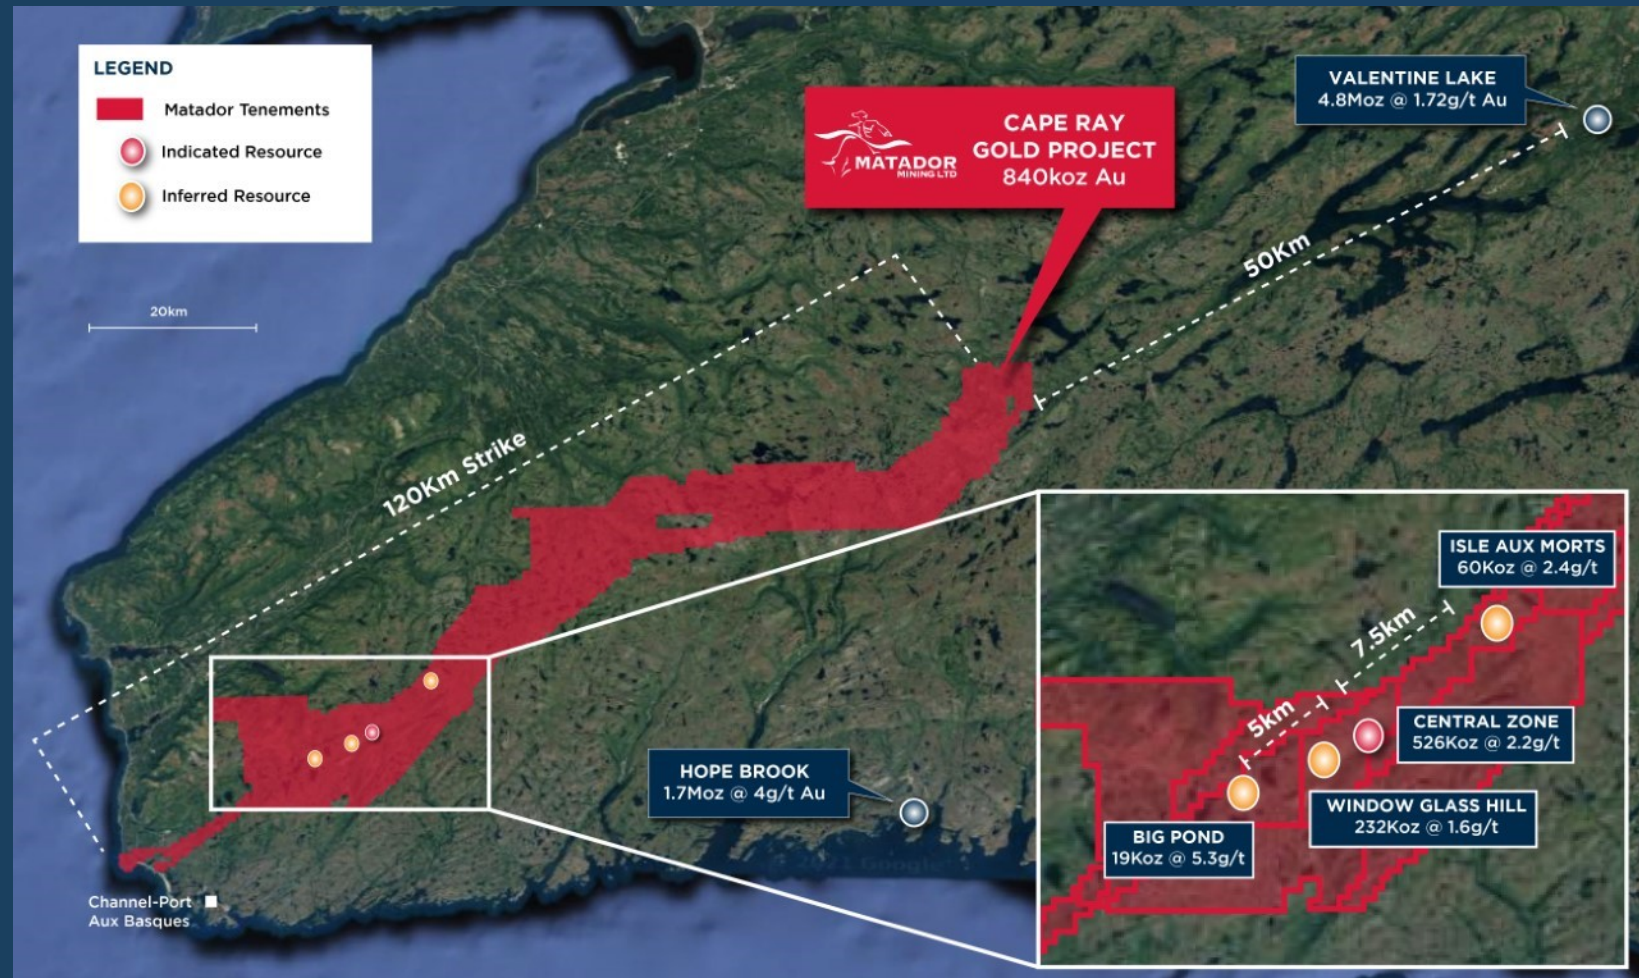 LEGEND
Matador Tenements
Indicated Resource
Inferred Resource
20km
VALENTINE LAKE
4.8Moz @ 1.72g/t Au
MATADOR
MINING LTD
CAPE RAY
GOLD PROJECT
840koz Au
50Km
120Km Strike
ISLE AUX MORTS
60Koz @ 2.4g/t
7.5km
5km
CENTRAL ZONE
526Koz @ 2.2g/t
WINDOW GLASS HILL
232Koz @ 1.6g/t
BIG POND
19Koz @ 5.3g/t
HOPE BROOK
1.7Moz @ 4g/t Au
2021 Google
Channel-Port
Aux Basques